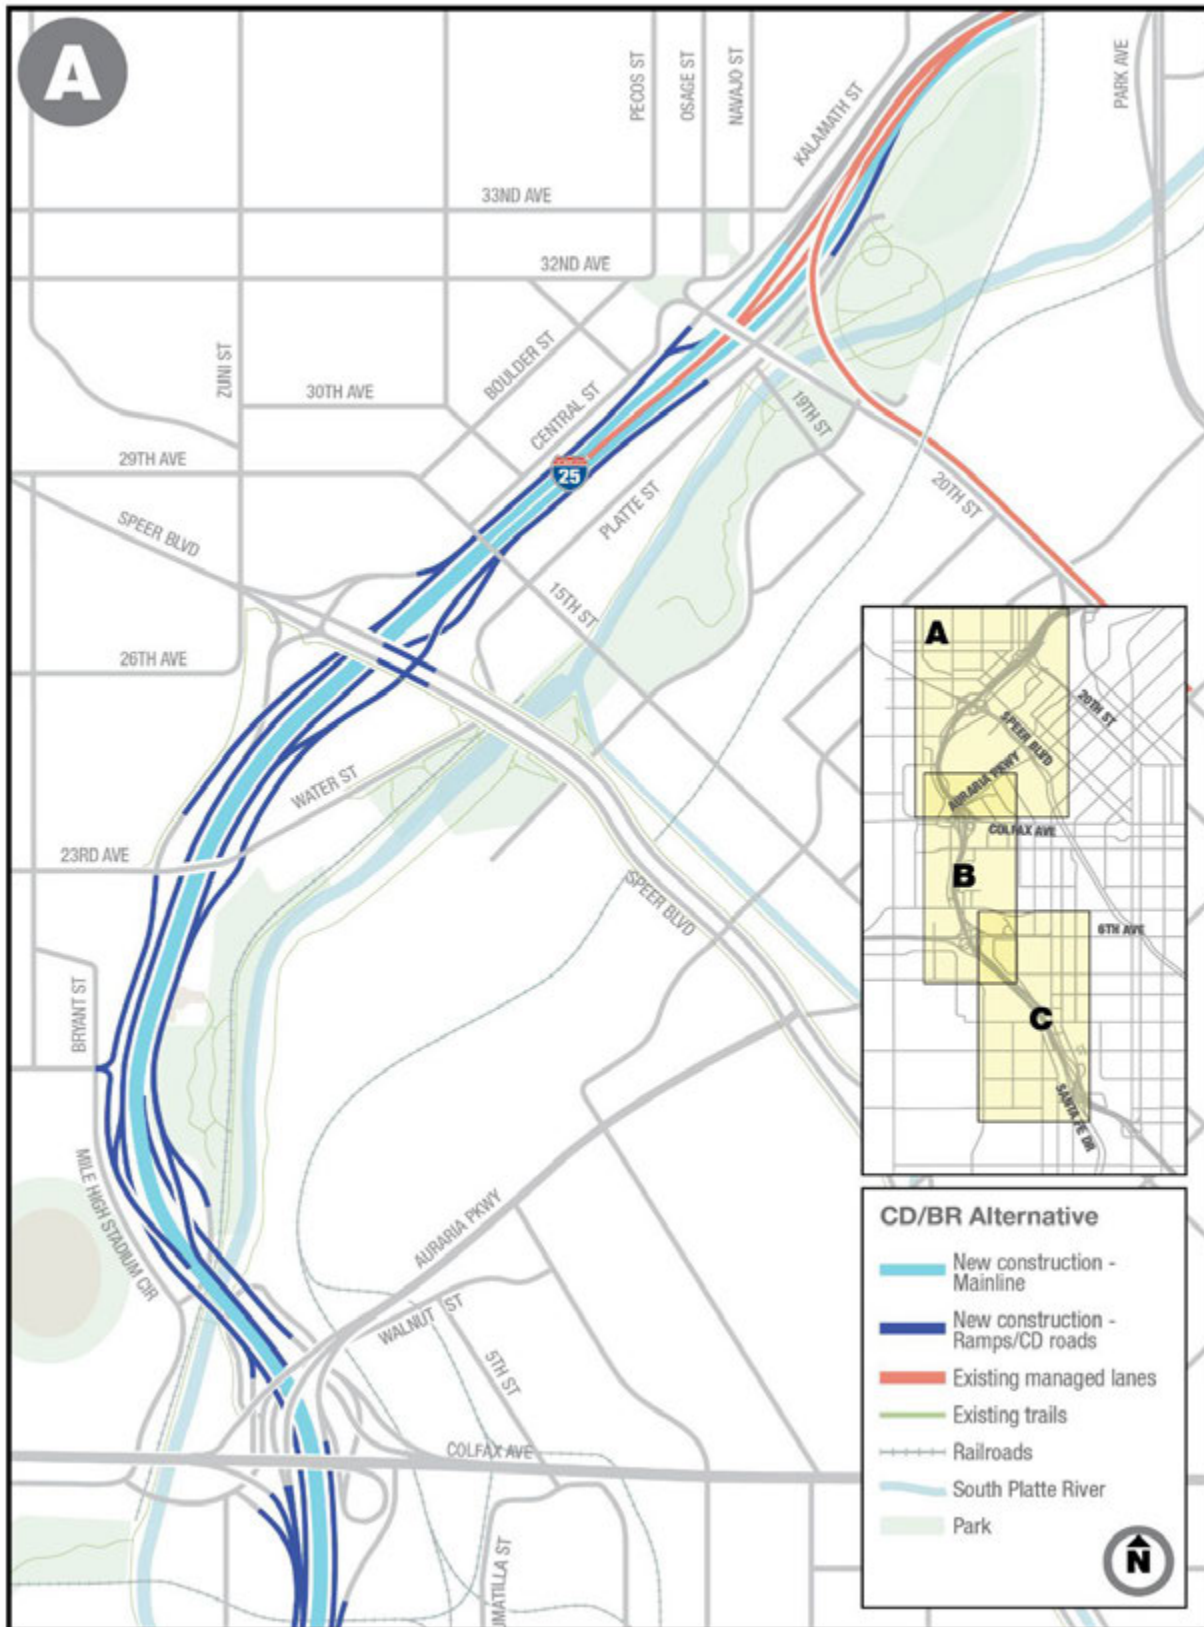 A
PECOS ST
OSAGE ST
NAVAJO ST
KALAMATH ST
PARK AVE
33RD AVE
32ND AVE
ZUNI ST
30TH AVE
BOULDER ST
CENTRAL ST
19TH ST
29TH AVE
25
PLATTE ST
20TH ST
SPEER BLVD
15TH ST
26TH AVE
WATER ST
23RD AVE
SPEER BLVD
BRYANT ST
MILE HIGH STADIUM CIR
AURARIA PKWY
WALNUT ST
5TH ST
COLFAX AVE
UMATILLA ST
A
20TH ST
SPEER BLVD
AURARIA PKWY
COLFAX AVE
B
6TH AVE
C
SANTA FE DR
CD/BR Alternative
New construction -
Mainline
New construction -
Ramps/CD roads
Existing managed lanes
Existing trails
Railroads
South Platte River
Park
N